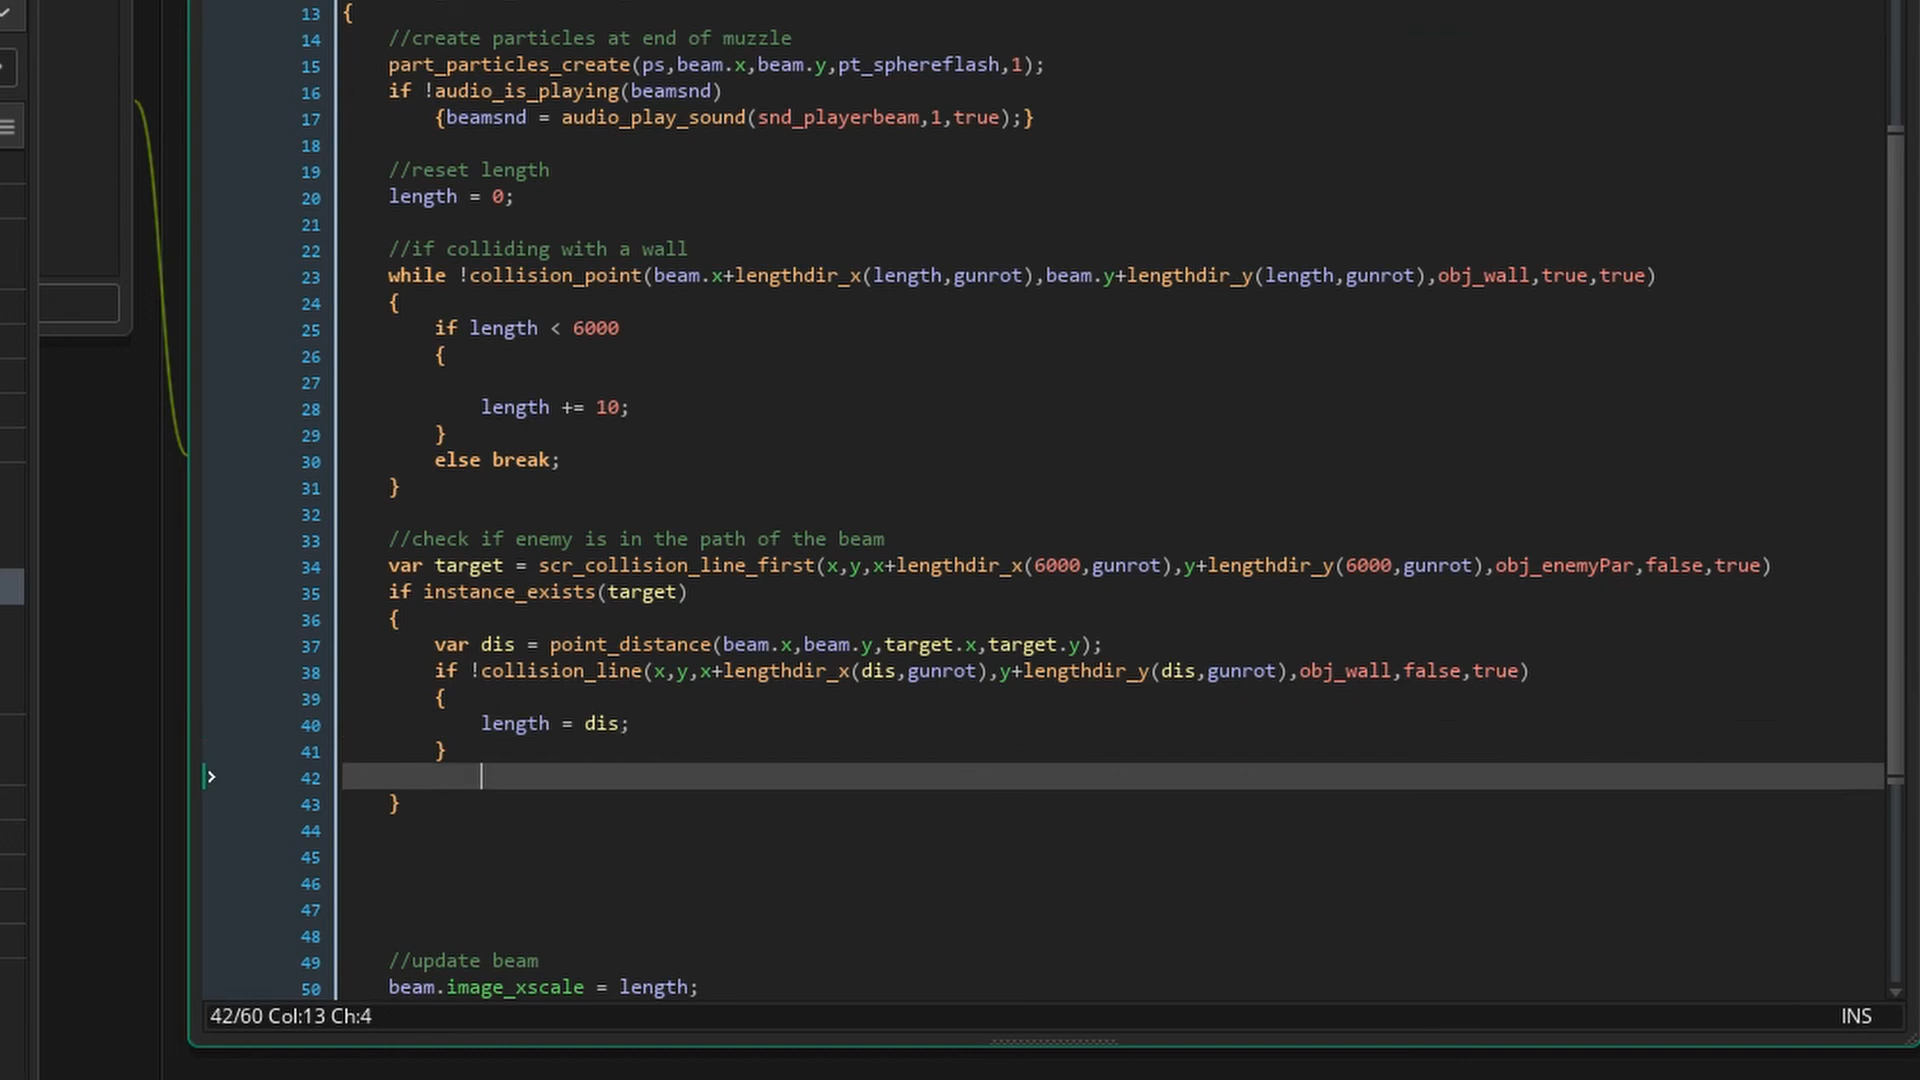 13 {
14 //create particles at end of muzzle
15 part_particles_create(ps,beam.x,beam.y,pt_sphereflash,1);
16 if !audio_is_playing(beamsnd)
17 {beamsnd = audio_play_sound(snd_playerbeam,1,true);}
18
19 //reset length
20 length = 0;
21
22 //if colliding with a wall
23 while !collision_point(beam.x+lengthdir_x(length,gunrot),beam.y+lengthdir_y(length,gunrot),obj_wall,true,true)
24 {
25 if length < 6000
26 {
27
28 length += 10;
29 }
30 else break;
31 }
32
33 //check if enemy is in the path of the beam
34 var target = scr_collision_line_first(x,y,x+lengthdir_x(6000,gunrot),y+lengthdir_y(6000,gunrot),obj_enemyPar,false,true)
35 if instance_exists(target)
36 {
37 var dis = point_distance(beam.x,beam.y,target.x,target.y);
38 if !collision_line(x,y,x+lengthdir_x(dis,gunrot),y+lengthdir_y(dis,gunrot),obj_wall,false,true)
39 {
40 length = dis;
41 }
42
43 }
44
45
46
47
48
49 //update beam
50 beam.image_xscale = length;
42/60 Col:13 Ch:4 INS